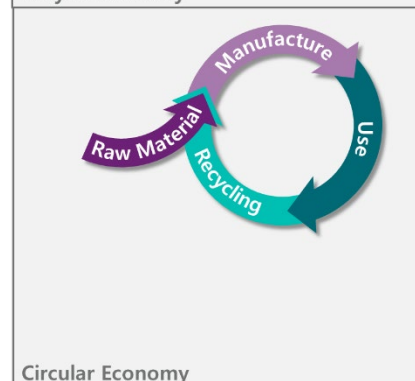 Manufacture
Raw Material
Use
Recycling
Circular Economy